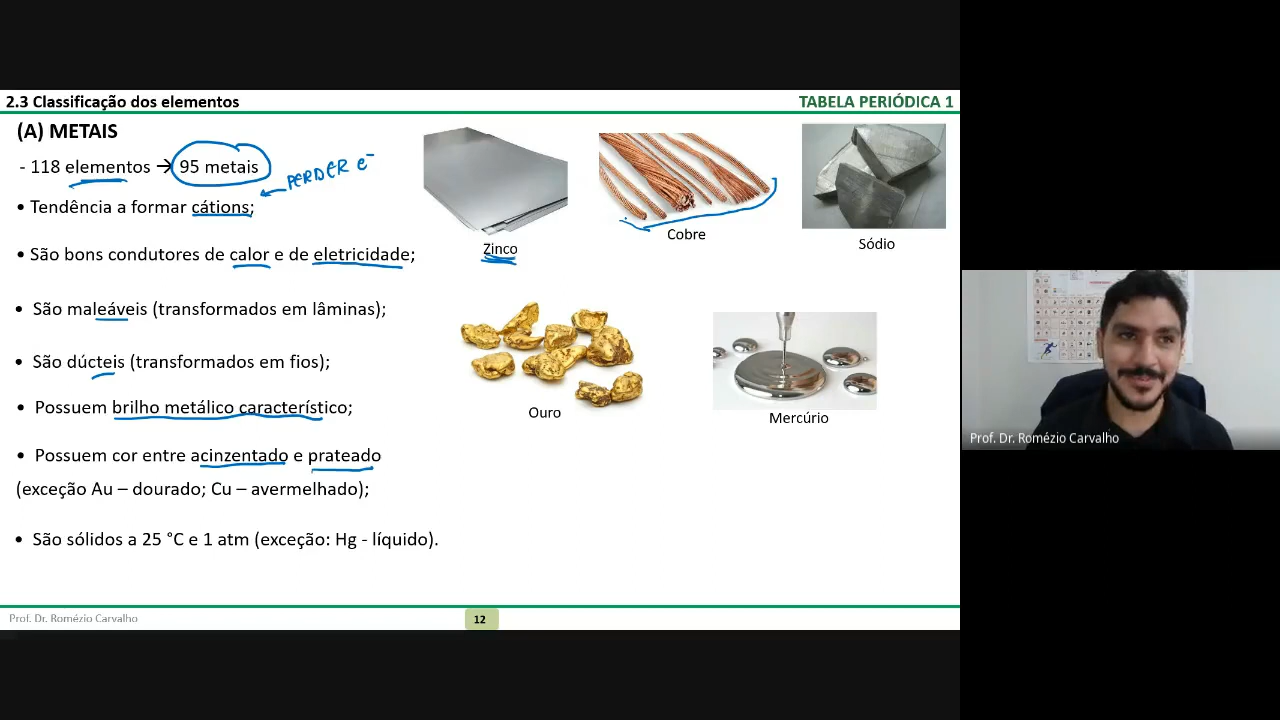 2.3 Classificação dos elementos
TABELA PERIÓDICA 1
(A) METAIS
- 118 elementos → 95 metais
PERDER e⁻
• Tendência a formar cátions;
• São bons condutores de calor e de eletricidade;
• São maleáveis (transformados em lâminas);
• São dúcteis (transformados em fios);
• Possuem brilho metálico característico;
• Possuem cor entre acinzentado e prateado
(exceção Au – dourado; Cu – avermelhado);
• São sólidos a 25 °C e 1 atm (exceção: Hg - líquido).
Zinco
Cobre
Sódio
Ouro
Mercúrio
Prof. Dr. Romézio Carvalho
12
Prof. Dr. Romézio Carvalho